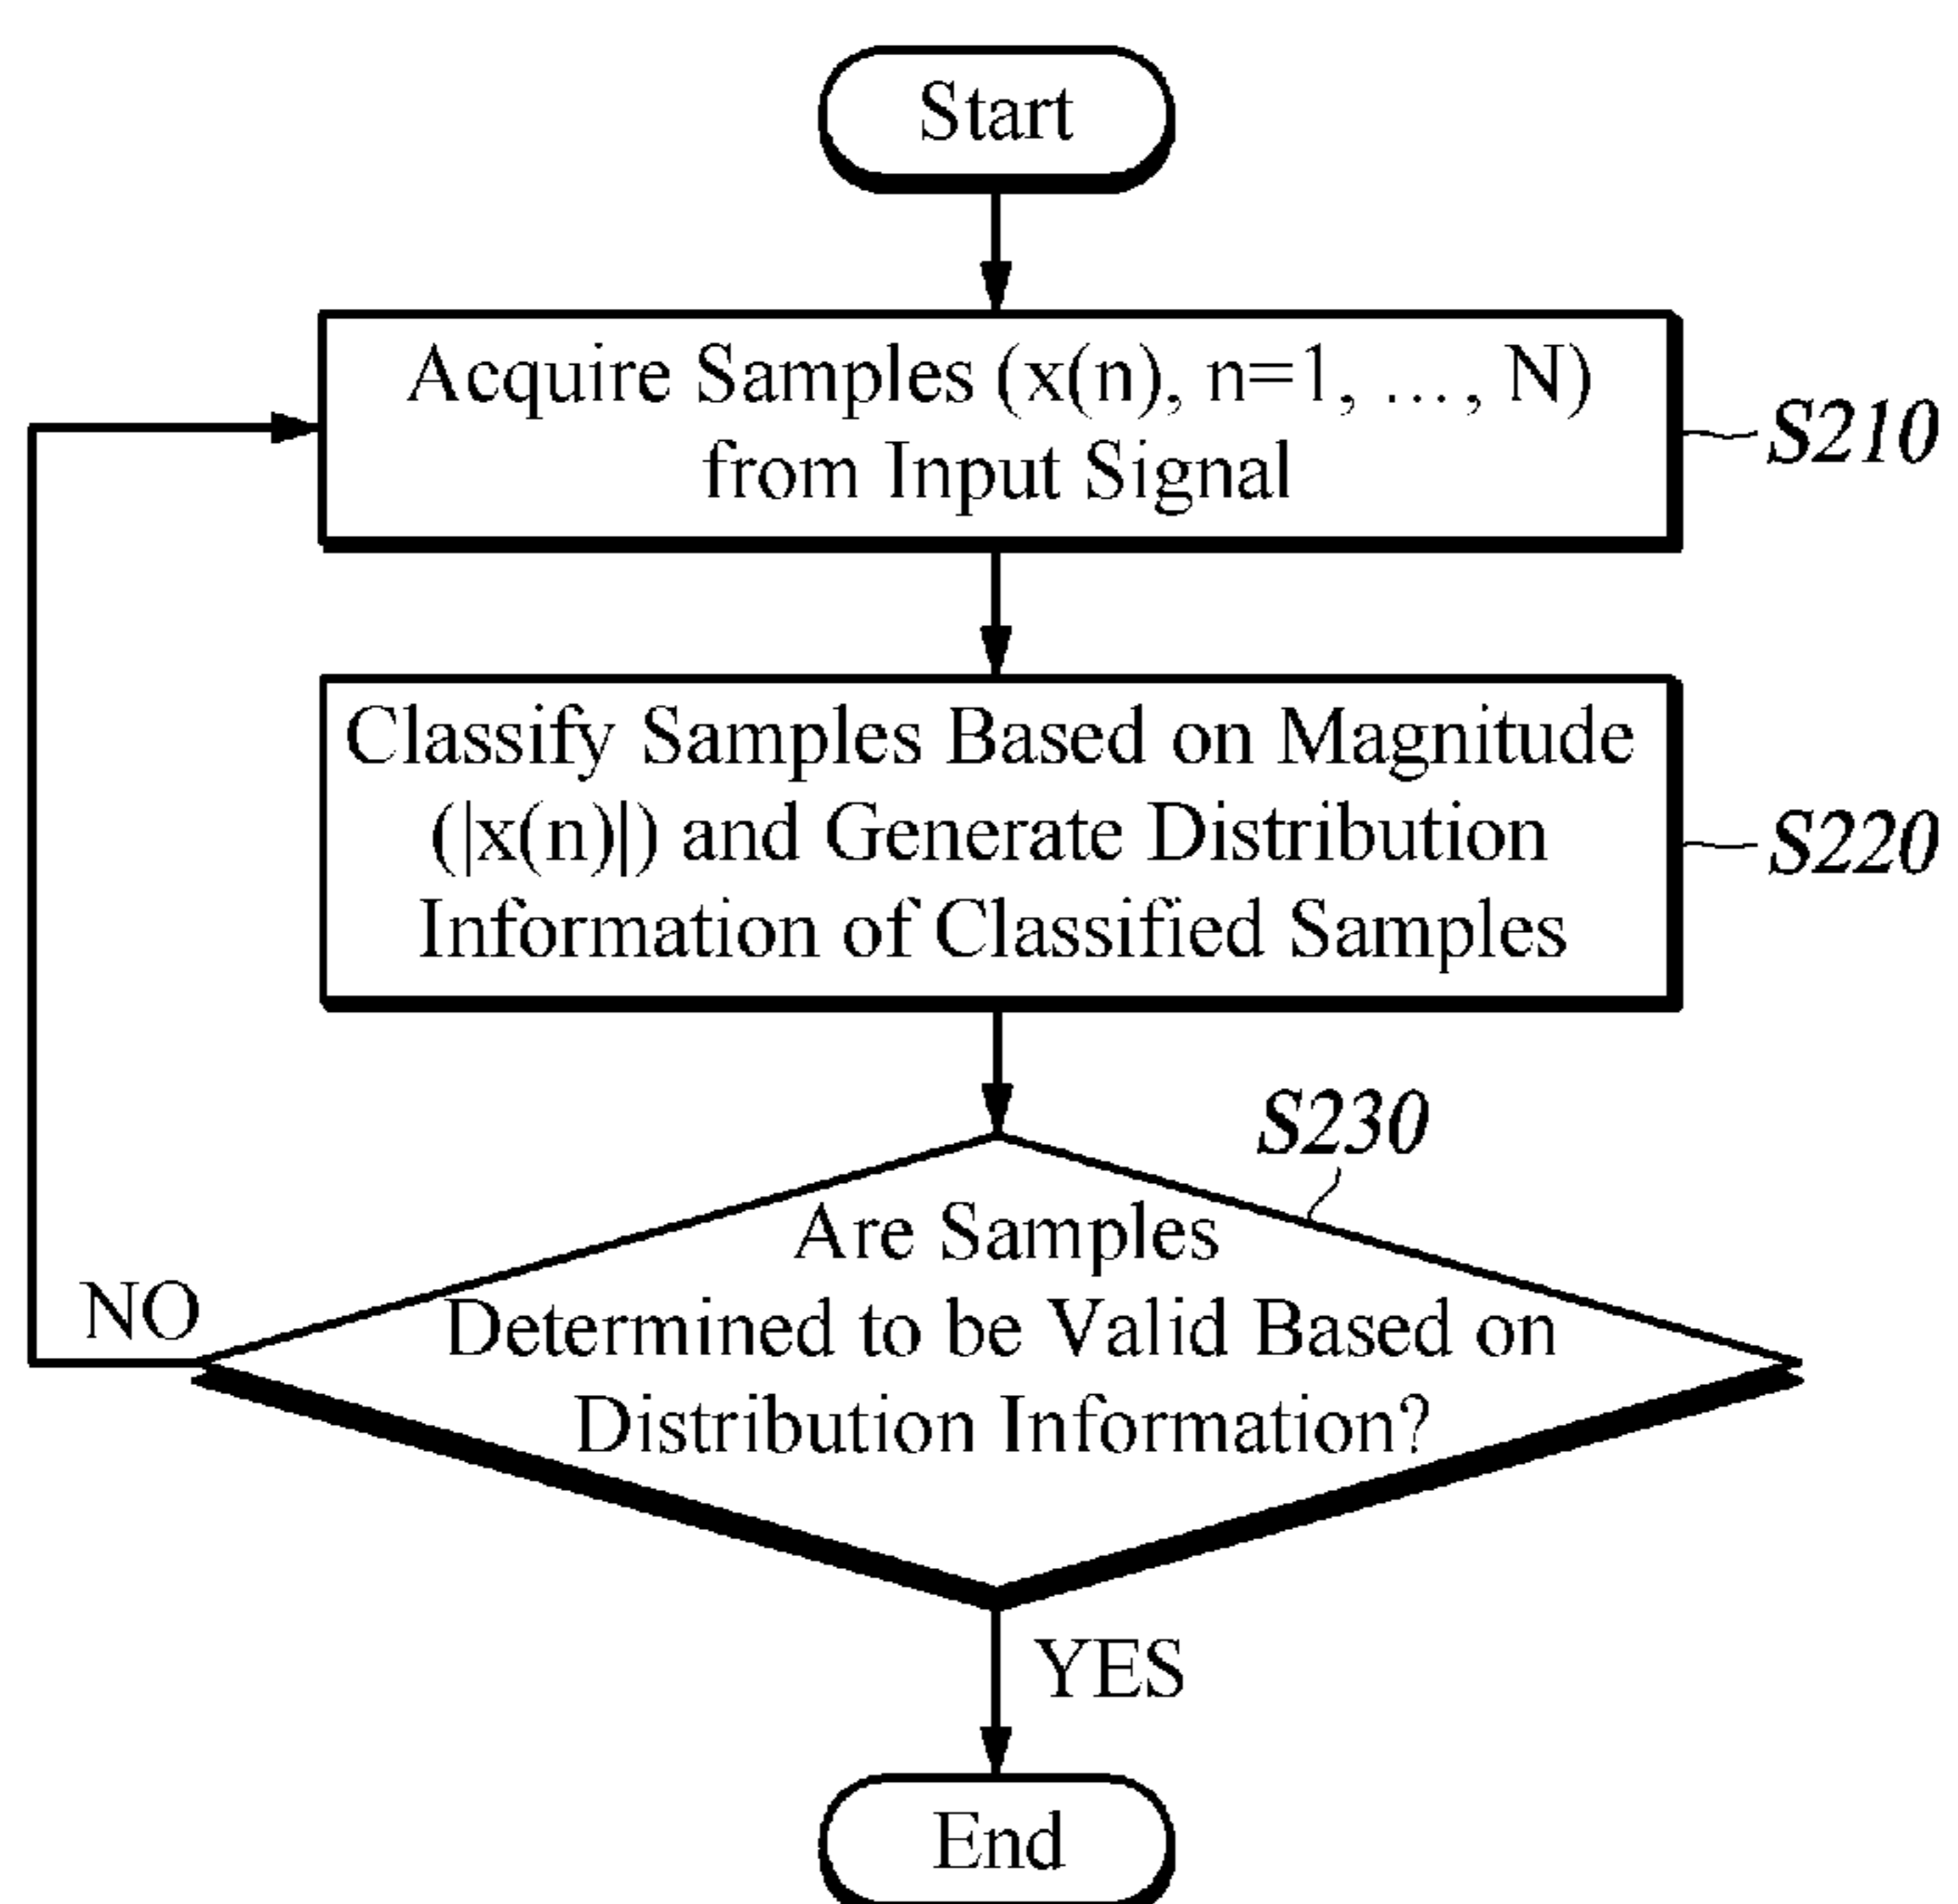 Start
Acquire Samples (x(n), n=1, ..., N)
from Input Signal
S210
Classify Samples Based on Magnitude
(|x(n)|) and Generate Distribution
Information of Classified Samples
S220
S230
Are Samples
Determined to be Valid Based on
Distribution Information?
NO
YES
End